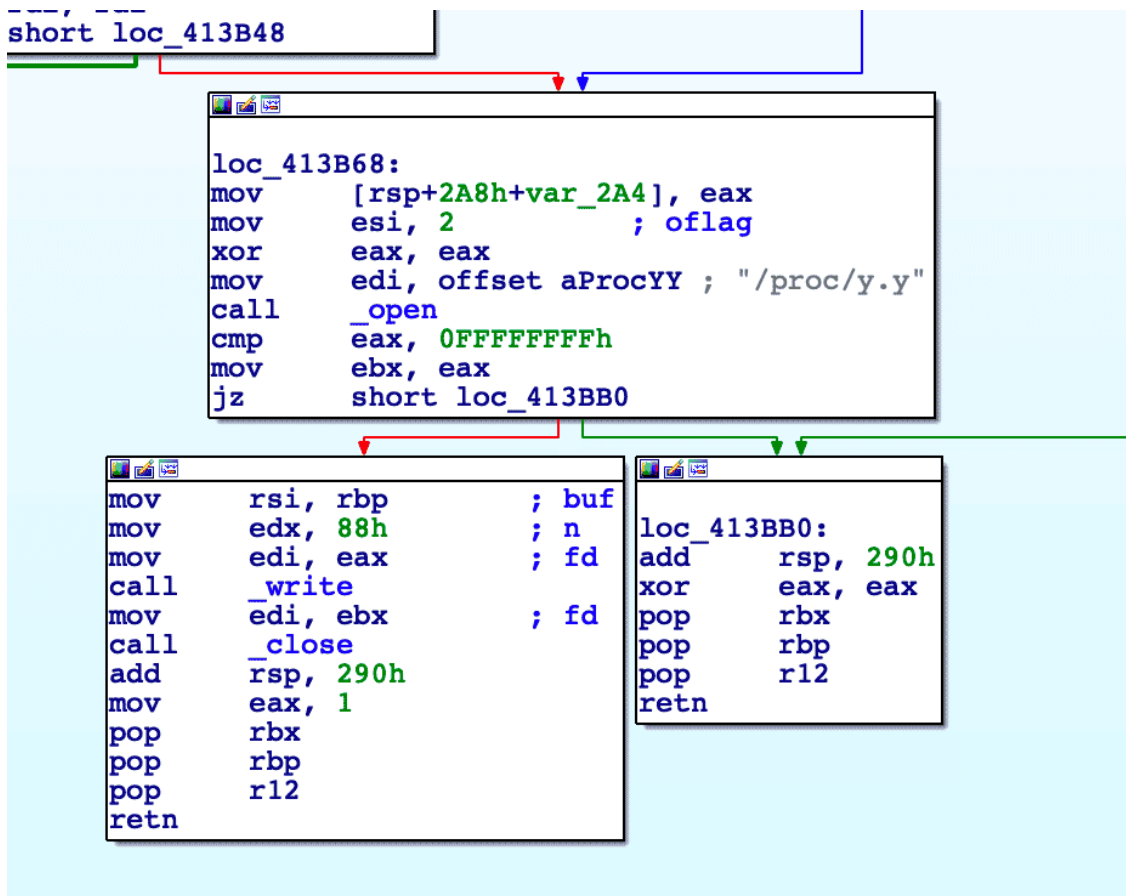 short loc_413B48
loc_413B68:
mov [rsp+2A8h+var_2A4], eax
mov esi, 2 ; oflag
xor eax, eax
mov edi, offset aProcYY ; "/proc/y.y"
call _open
cmp eax, 0FFFFFFFFh
mov ebx, eax
jz short loc_413BB0
mov rsi, rbp ; buf
mov edx, 88h ; n
mov edi, eax ; fd
call _write
mov edi, ebx ; fd
call _close
add rsp, 290h
mov eax, 1
pop rbx
pop rbp
pop r12
retn
loc_413BB0:
add rsp, 290h
xor eax, eax
pop rbx
pop rbp
pop r12
retn